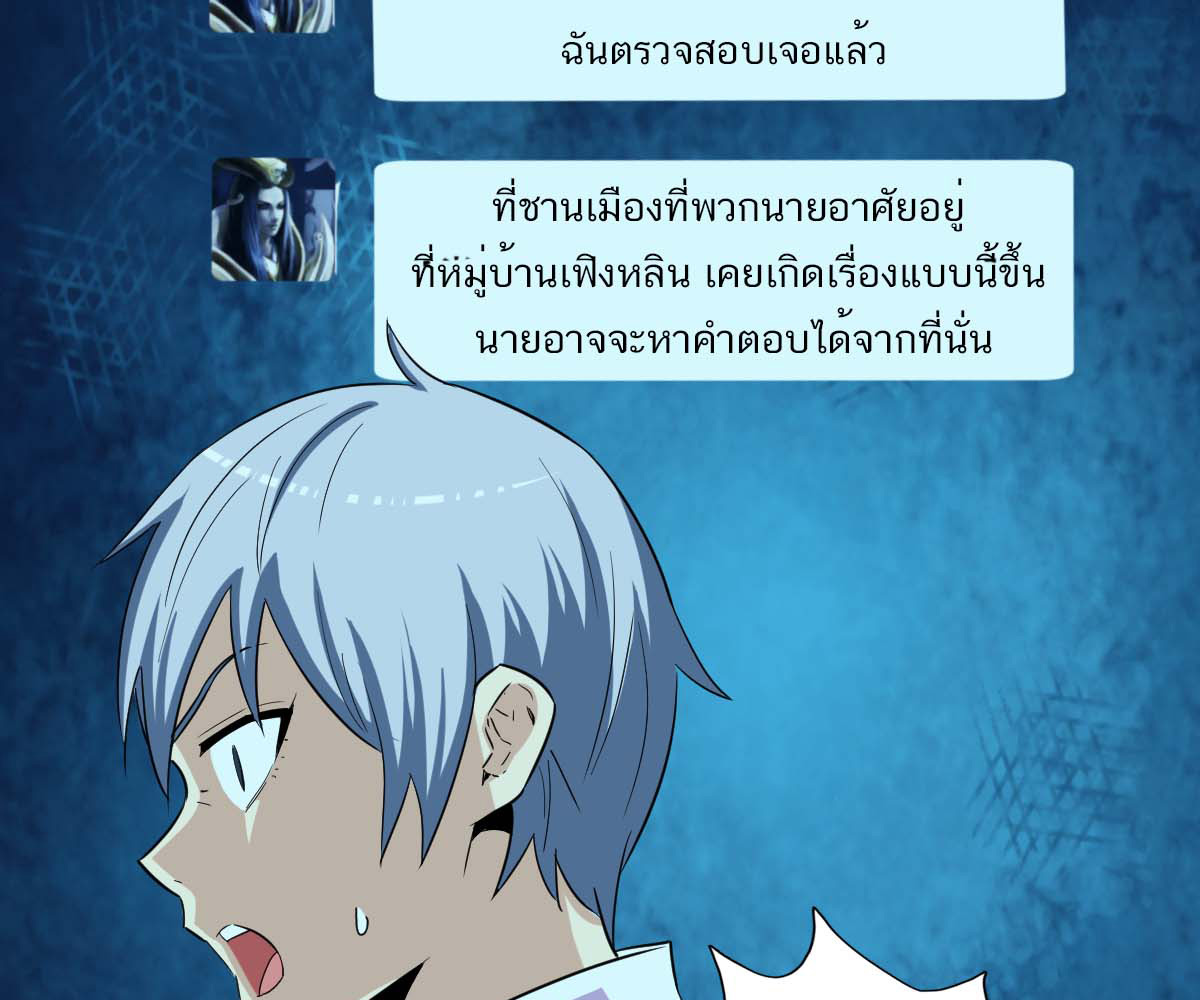 ฉันตรวจสอบเจอแล้ว
ที่ชานเมืองที่พวกนายอาศัยอยู่
ที่หมู่บ้านเฟิงหลิน เคยเกิดเรื่องแบบนี้ขึ้น
นายอาจจะหาคำตอบได้จากที่นั่น